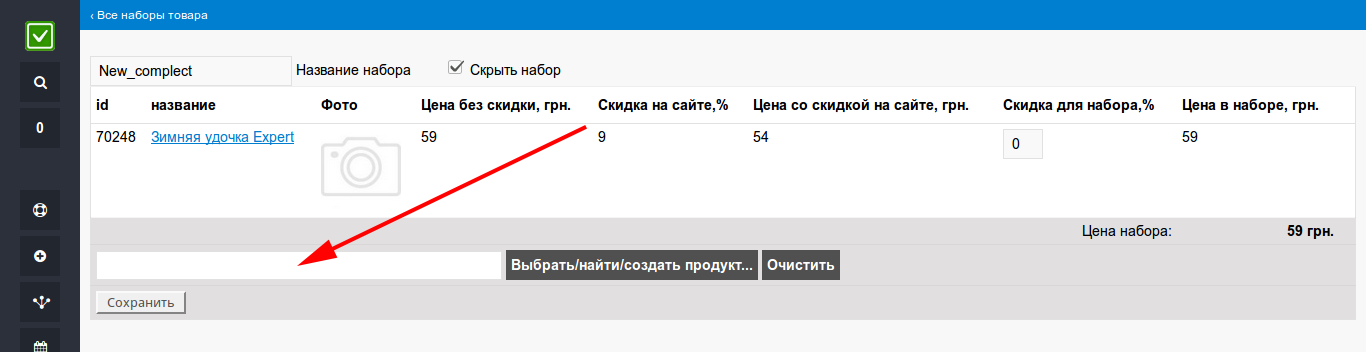 ‹ Все наборы товара
New_complect Название набора Скрыть набор
id название Фото Цена без скидки, грн. Скидка на сайте,% Цена со скидкой на сайте, грн. Скидка для набора,% Цена в наборе, грн.
70248 Зимняя удочка Expert 59 9 54 0 59
0
Цена набора: 59 грн.
Выбрать/найти/создать продукт... Очистить
Сохранить